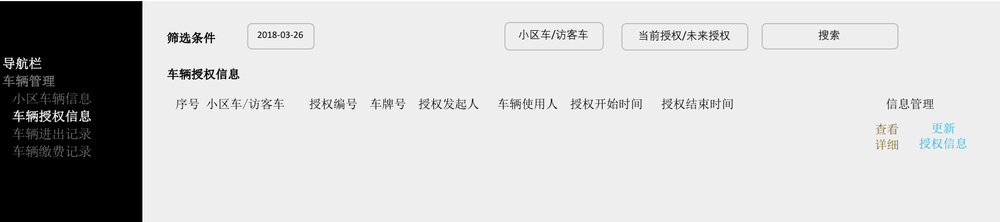 导航栏
车辆管理
小区车辆信息
车辆授权信息
车辆进出记录
车辆缴费记录
筛选条件 2018-03-26 小区车/访客车 当前授权/未来授权 搜索
车辆授权信息
序号 小区车/访客车 授权编号 车牌号 授权发起人 车辆使用人 授权开始时间 授权结束时间 信息管理
查看 更新
详细 授权信息